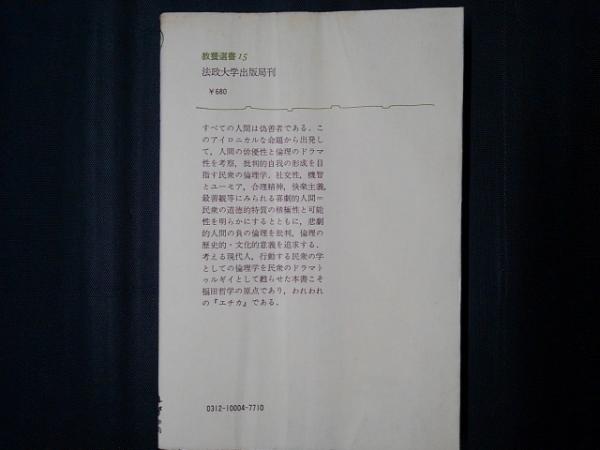 教養選書 15
法政大学出版局刊
￥680
すべての人間は偽善者である。こ
のアイロニカルな命題から出発し
て，人間の俳優性と倫理のドラマ
性を考察，批判的自我の形成を目
指す民衆の倫理学。社交性，機智
とユーモア，合理精神，快楽主義，
最善観等にみられる喜劇的人間＝
民衆の道徳的特質の積極性と可能
性を明らかにするとともに，悲劇
的人間の負の倫理を批判，倫理の
歴史的・文化的意義を追求する。
考える現代人，行動する民衆の学
としての倫理学を民衆のドラマト
ゥルギイとして甦らせた本書こそ
福田哲学の原点であり，われわれ
の『エチカ』である。
0312-10004-7710